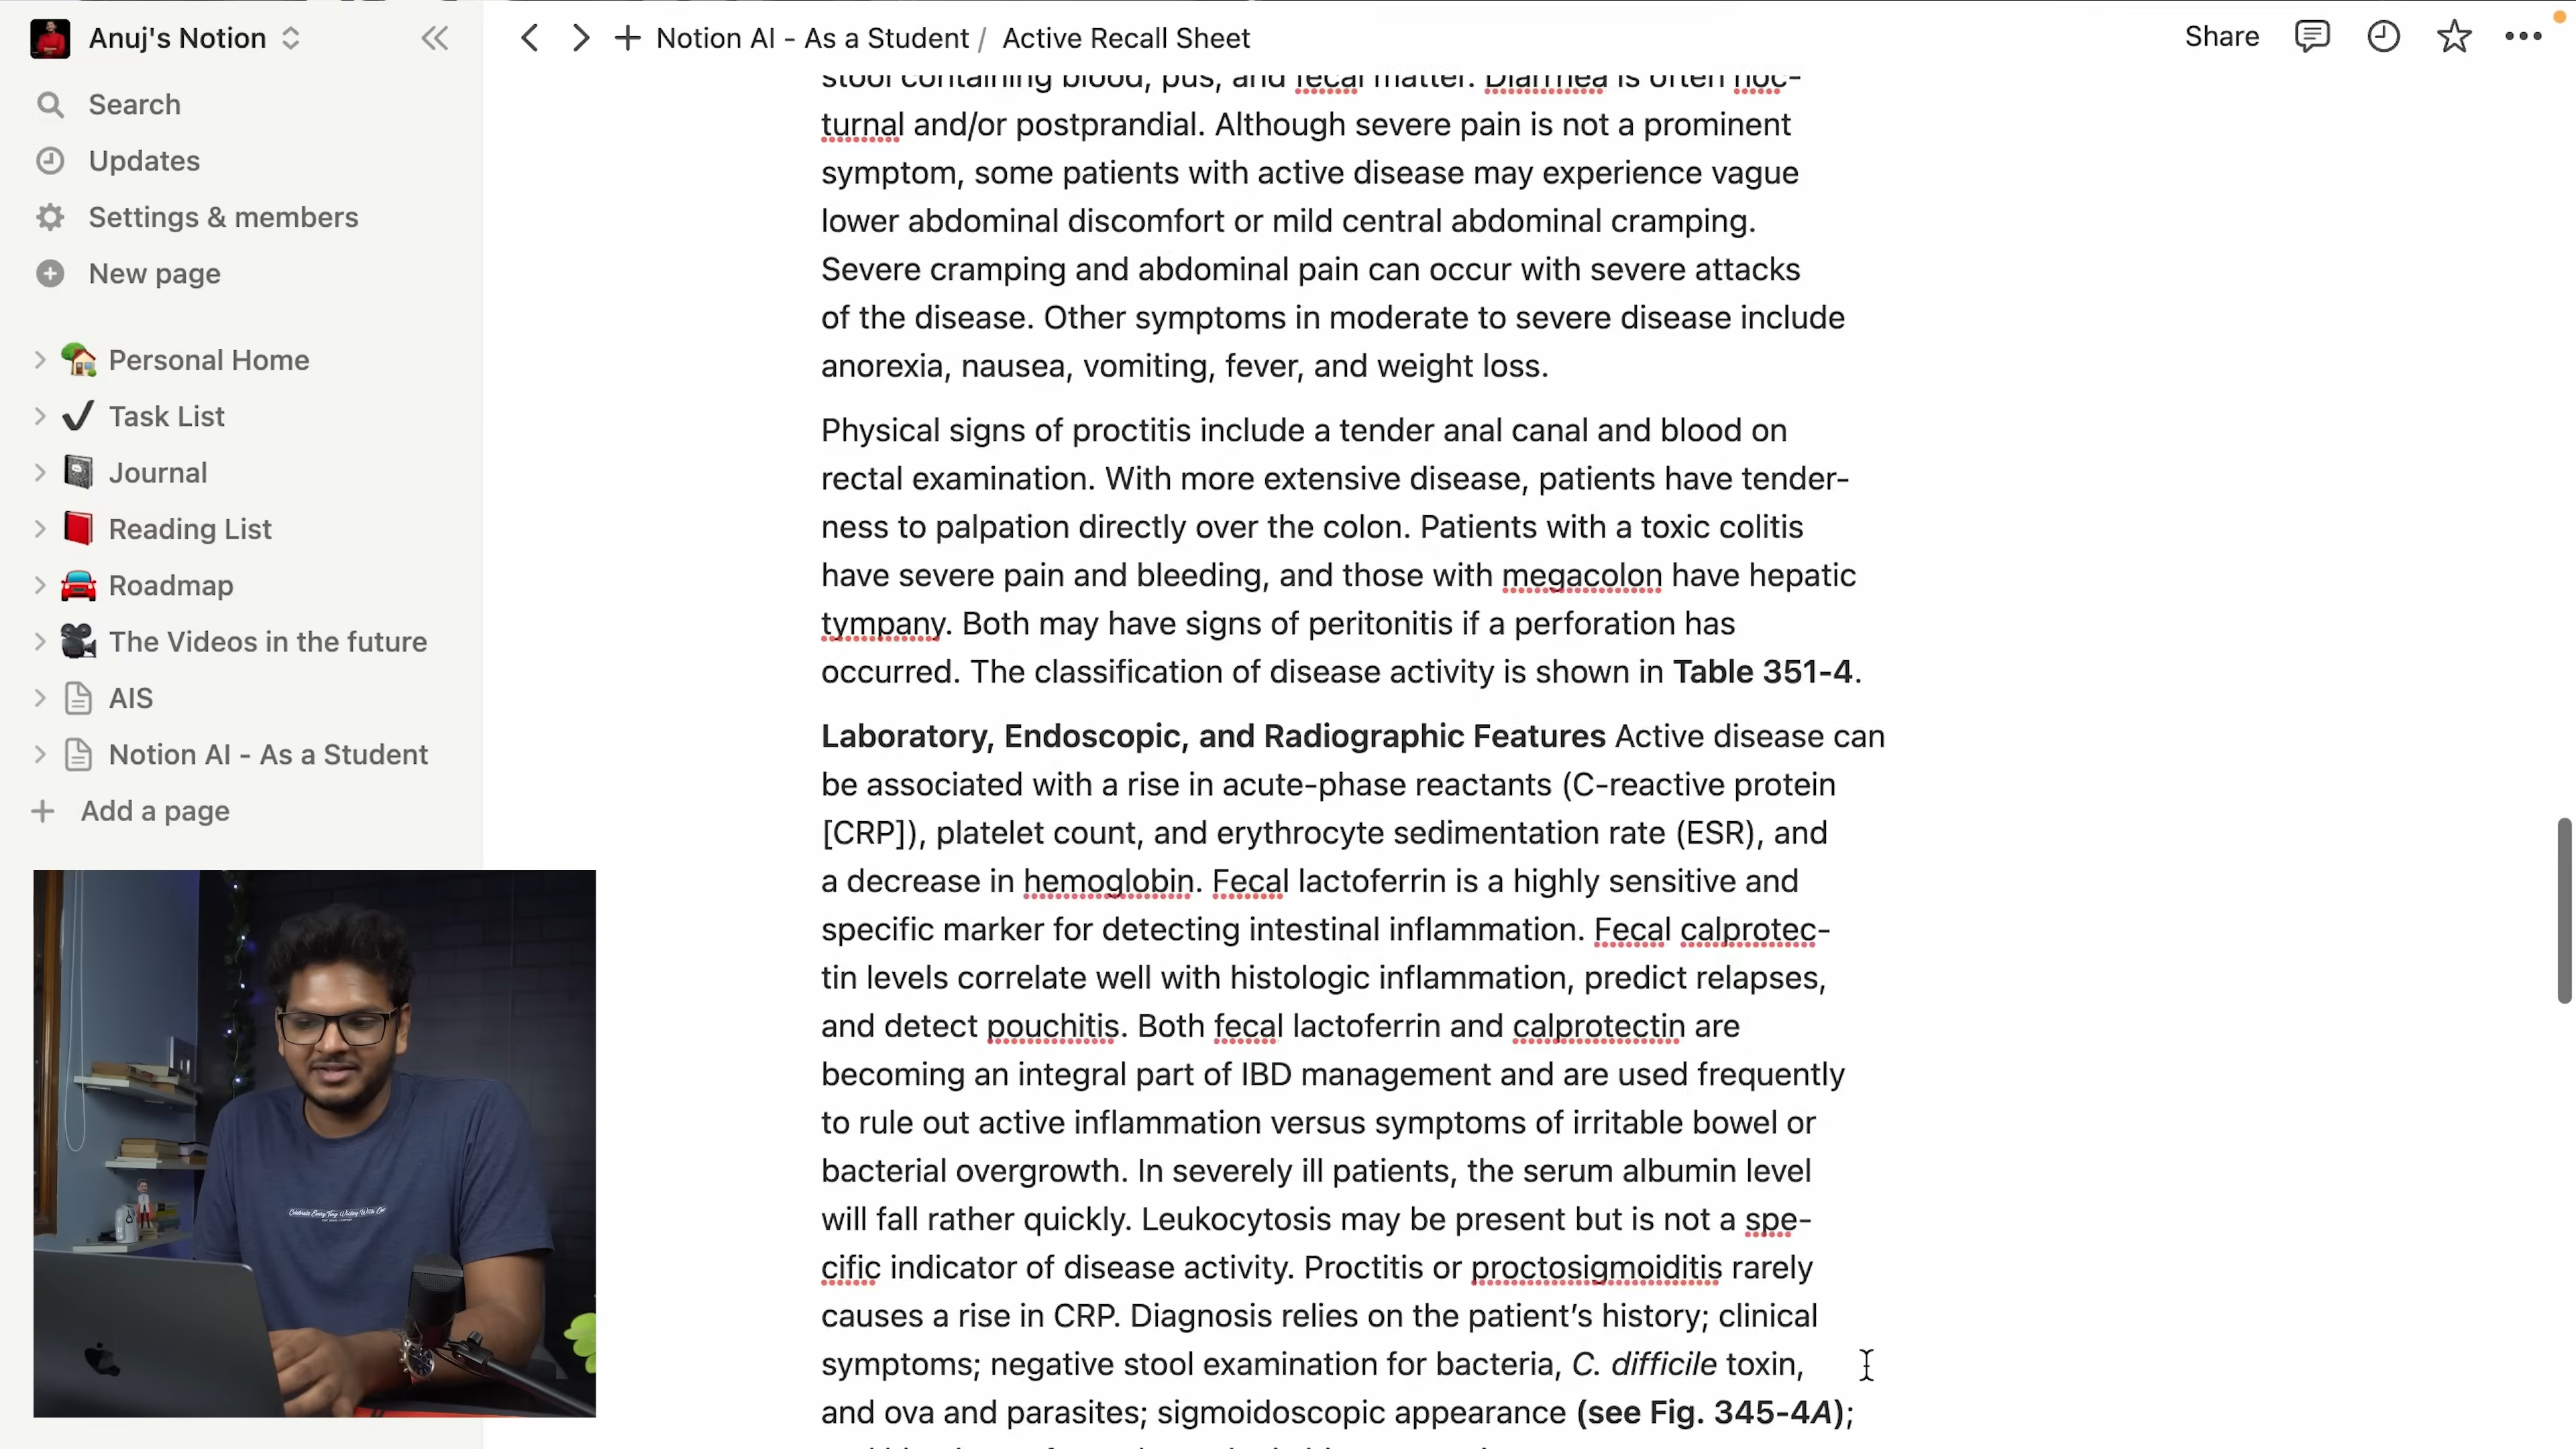 Anuj's Notion
Notion AI - As a Student / Active Recall Sheet
Share
Search
Updates
Settings & members
New page
Personal Home
Task List
Journal
Reading List
Roadmap
The Videos in the future
AIS
Notion AI - As a Student
Add a page
stool containing blood, pus, and fecal matter. Diarrhea is often noc-
turnal and/or postprandial. Although severe pain is not a prominent
symptom, some patients with active disease may experience vague
lower abdominal discomfort or mild central abdominal cramping.
Severe cramping and abdominal pain can occur with severe attacks
of the disease. Other symptoms in moderate to severe disease include
anorexia, nausea, vomiting, fever, and weight loss.
Physical signs of proctitis include a tender anal canal and blood on
rectal examination. With more extensive disease, patients have tender-
ness to palpation directly over the colon. Patients with a toxic colitis
have severe pain and bleeding, and those with megacolon have hepatic
tympany. Both may have signs of peritonitis if a perforation has
occurred. The classification of disease activity is shown in Table 351-4.
Laboratory, Endoscopic, and Radiographic Features Active disease can
be associated with a rise in acute-phase reactants (C-reactive protein
[CRP]), platelet count, and erythrocyte sedimentation rate (ESR), and
a decrease in hemoglobin. Fecal lactoferrin is a highly sensitive and
specific marker for detecting intestinal inflammation. Fecal calprotec-
tin levels correlate well with histologic inflammation, predict relapses,
and detect pouchitis. Both fecal lactoferrin and calprotectin are
becoming an integral part of IBD management and are used frequently
to rule out active inflammation versus symptoms of irritable bowel or
bacterial overgrowth. In severely ill patients, the serum albumin level
will fall rather quickly. Leukocytosis may be present but is not a spe-
cific indicator of disease activity. Proctitis or proctosigmoiditis rarely
causes a rise in CRP. Diagnosis relies on the patient’s history; clinical
symptoms; negative stool examination for bacteria, C. difficile toxin,
and ova and parasites; sigmoidoscopic appearance (see Fig. 345-4A);